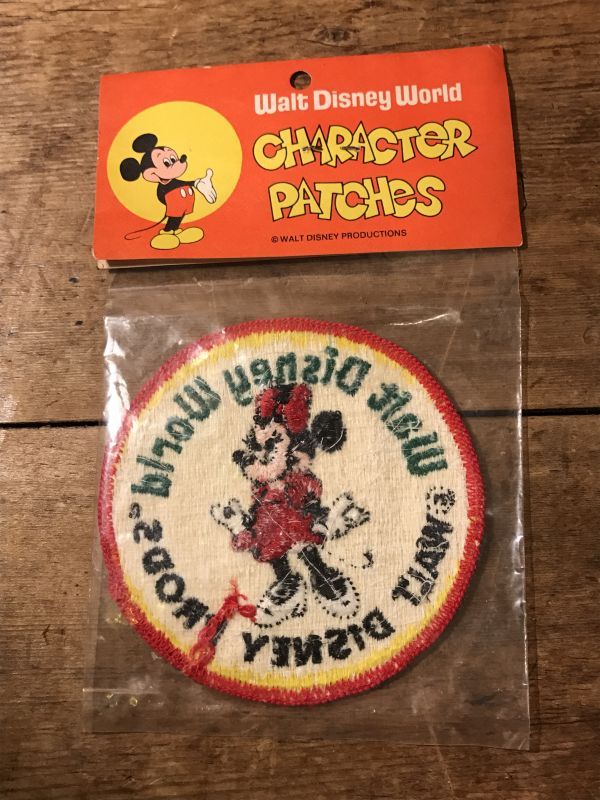 Walt Disney World
CHARACTER
PATCHES
© WALT DISNEY PRODUCTIONS
Walt Disney World
© WALT DISNEY PRODS